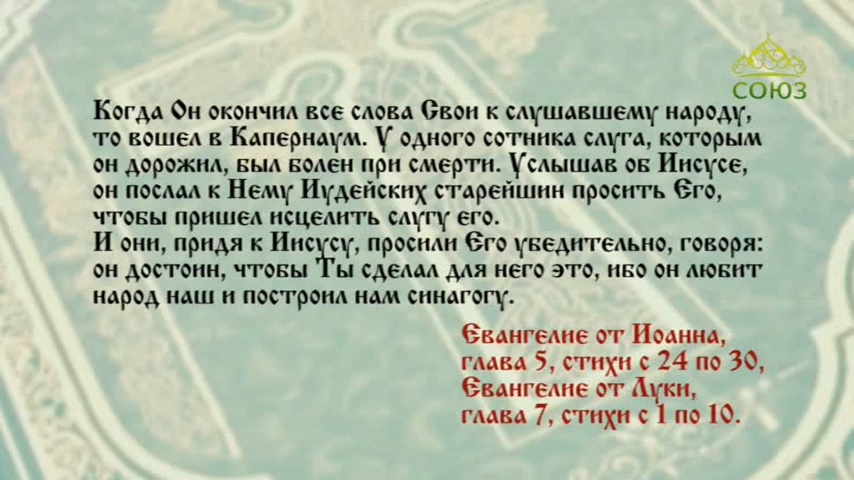 СОЮЗ
Когда Он окончил все слова Свои к слушавшему народу,
то вошел в Капернаум. У одного сотника слуга, которым
он дорожил, был болен при смерти. Услышав об Иисусе,
он послал к Нему Иудейских старейшин просить Его,
чтобы пришел исцелить слугу его.
И они, придя к Иисусу, просили Его убедительно, говоря:
он достоин, чтобы Ты сделал для него это, ибо он любит
народ наш и построил нам синагогу.
Евангелие от Иоанна,
глава 5, стихи с 24 по 30,
Евангелие от Луки,
глава 7, стихи с 1 по 10.